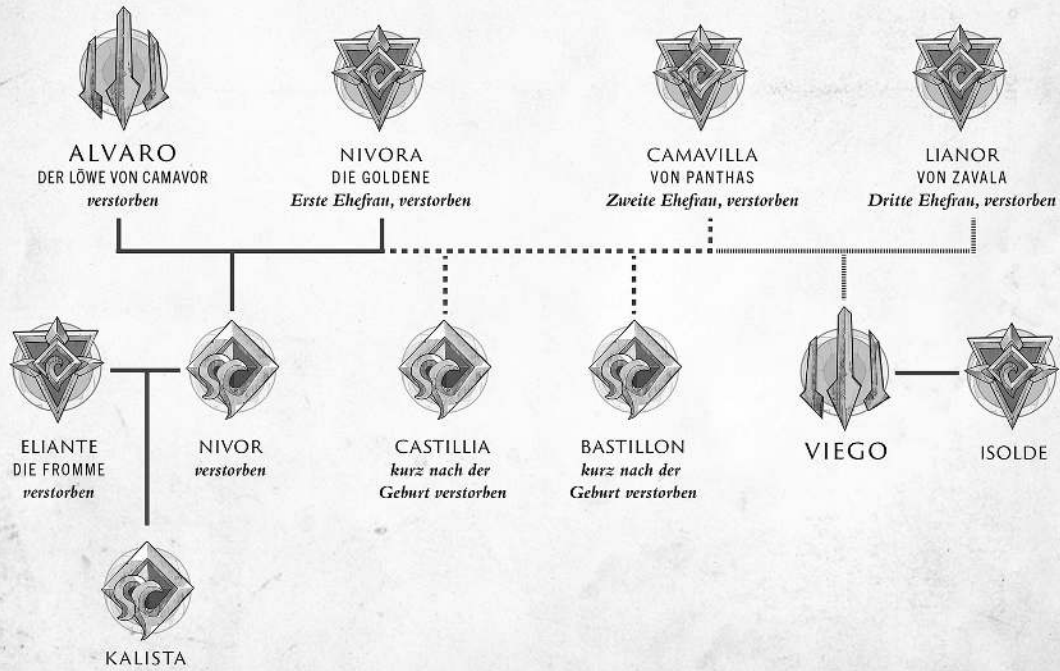 ALVARO
DER LÖWE VON CAMAVOR
verstorben
NIVORA
DIE GOLDENE
Erste Ehefrau, verstorben
CAMAVILLA
VON PANTHAS
Zweite Ehefrau, verstorben
LIANOR
VON ZAVALA
Dritte Ehefrau, verstorben
ELIANTE
DIE FROMME
verstorben
NIVOR
verstorben
CASTILLIA
kurz nach der
Geburt verstorben
BASTILLON
kurz nach der
Geburt verstorben
VIEGO
ISOLDE
KALISTA